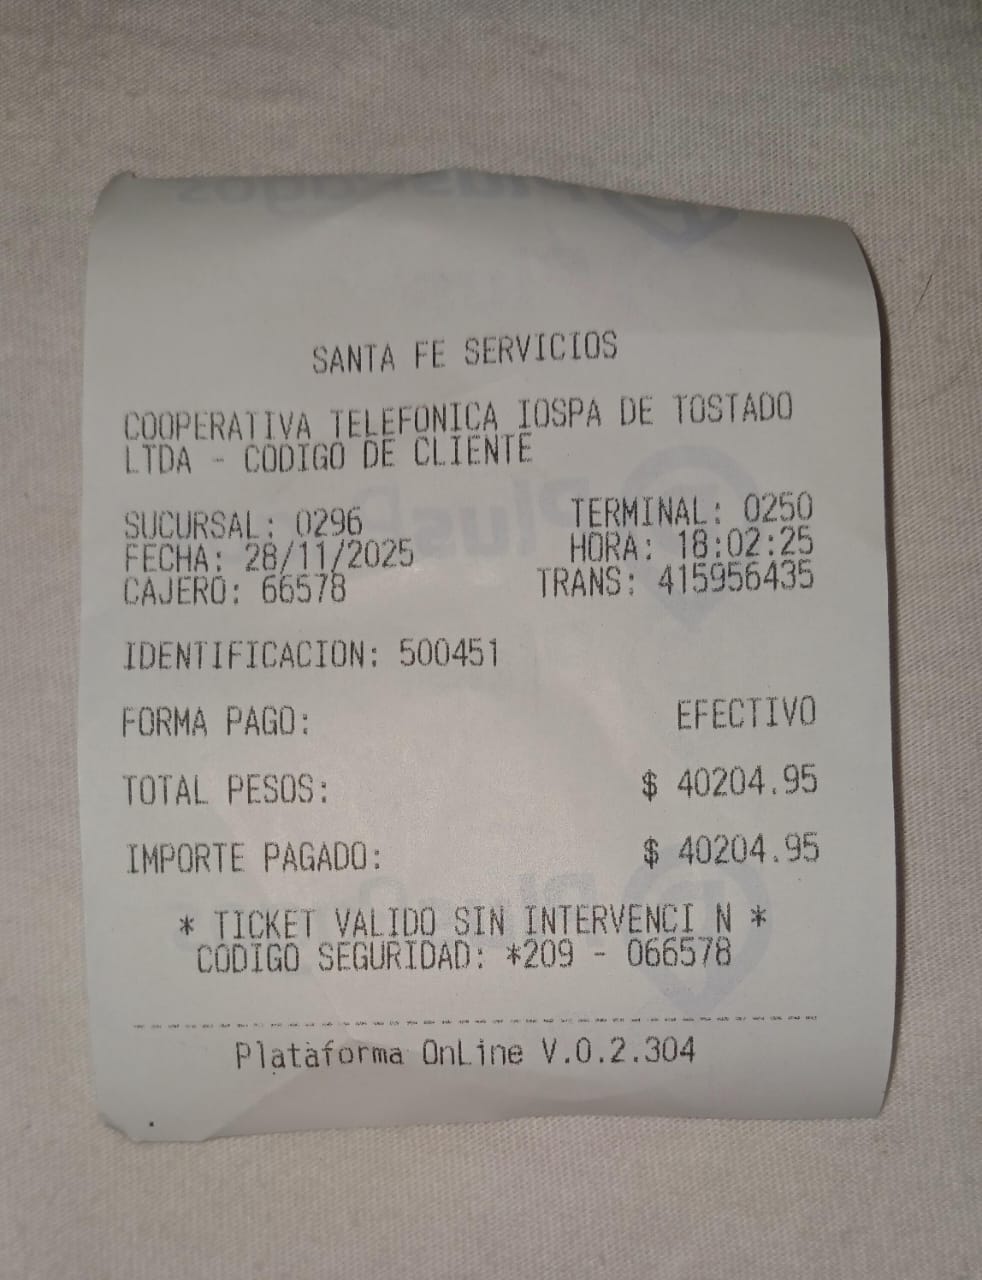 SANTA FE SERVICIOS
COOPERATIVA TELEFONICA IOSPA DE TOSTADO
LTDA - CODIGO DE CLIENTE
SUCURSAL: 0296 TERMINAL: 0250
FECHA: 28/11/2025 HORA: 18:02:25
CAJERO: 66578 TRANS: 415956435
IDENTIFICACION: 500451
FORMA PAGO: EFECTIVO
TOTAL PESOS: $ 40204.95
IMPORTE PAGADO: $ 40204.95
* TICKET VALIDO SIN INTERVENCI N *
CODIGO SEGURIDAD: *209 - 066578
Plataforma OnLine V.0.2.304